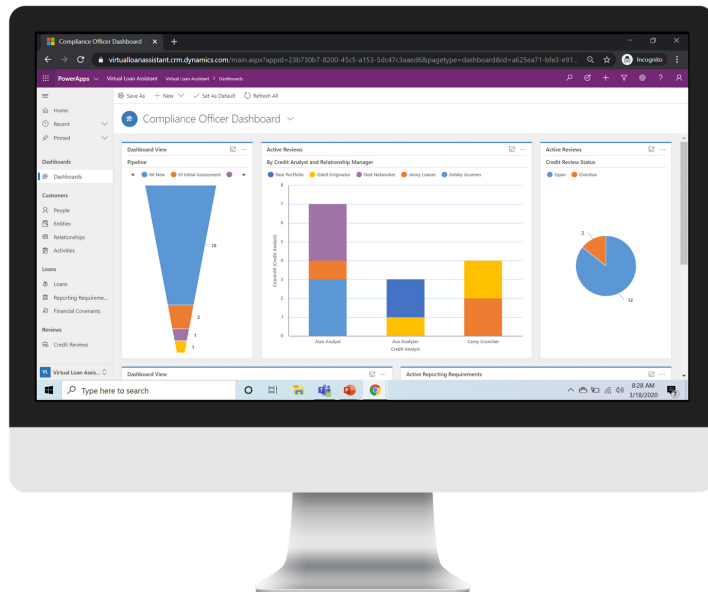 Compliance Officer Dashboard -
virtualloanassistant.crm.dynamics.com/main.aspx?appid=23b730b7-8200-45c5-a153-5dc47c3aaed6&pagetype=dashboard&id=a625ea71-bfe3-e91...
Incognito
PowerApps
Virtual Loan Assistant
Virtual Loan Assistant > Dashboards
Save As
+ New
Set As Default
Refresh All
Home
Recent
Pinned
Dashboards
Dashboards
Customers
People
Entities
Relationships
Activities
Loans
Loans
Reporting Requireme...
Financial Covenants
Reviews
Credit Reviews
VL Virtual Loan Assis...
Compliance Officer Dashboard
Dashboard View
Pipeline
00 New
01 Initial Assessment
10
2
1
1
Active Reviews
By Credit Analyst and Relationship Manager
Pam Portfolio
Odell Originator
Ned Networker
Jenny Loaner
Ashley Acumen
8
7
6
5
4
3
2
1
0
CountAll (Credit Analyst)
Alan Analyst
Ava Analyzer
Carey Cruncher
Credit Analyst
Active Reviews
Credit Review Status
Open
Overdue
2
12
Dashboard View
Active Reporting Requirements
Type here to search
8:28 AM
3/18/2020